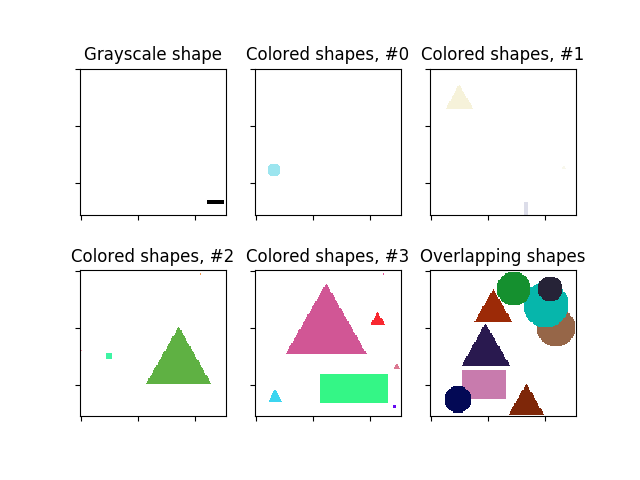 Grayscale shape
Colored shapes, #0
Colored shapes, #1
Colored shapes, #2
Colored shapes, #3
Overlapping shapes